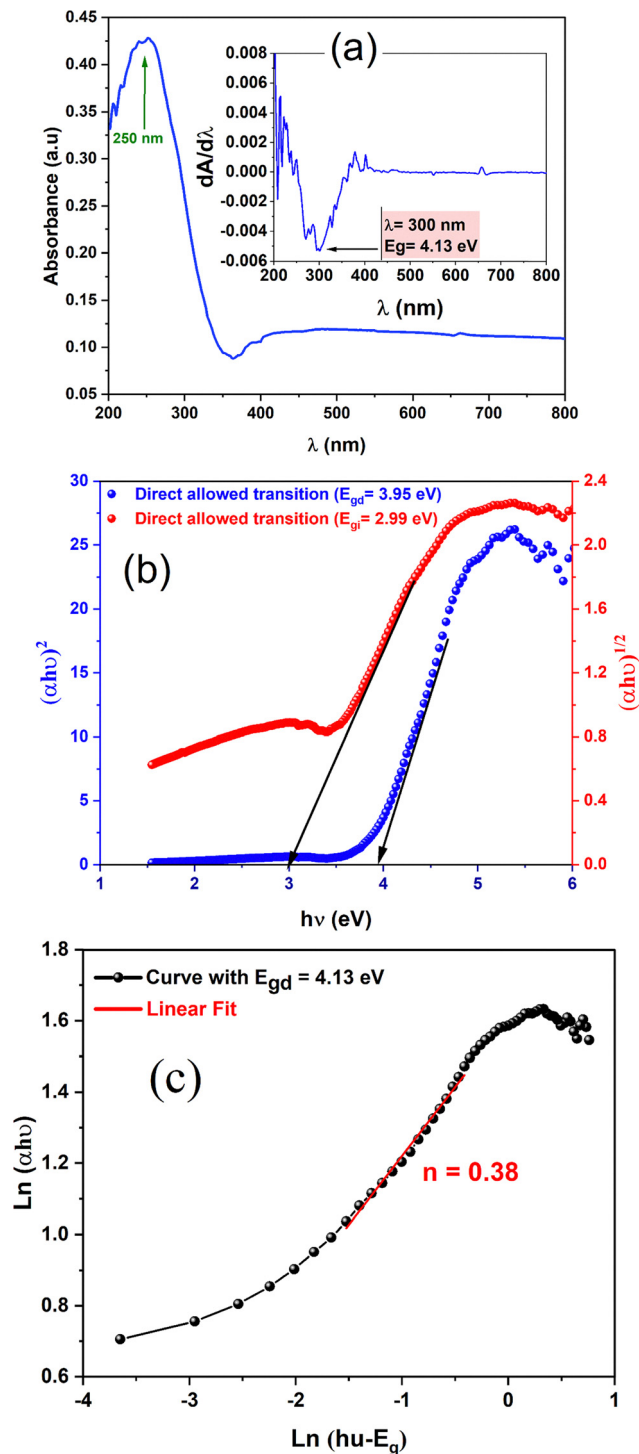 (a)
0.45
0.40
0.35
0.30
0.25
0.20
0.15
0.10
0.05
Absorbance (a.u)
250 nm
200 300 400 500 600 700 800
λ (nm)
0.008
0.006
0.004
0.002
0.000
-0.002
-0.004
-0.006
dA/dλ
λ= 300 nm
Eg= 4.13 eV
200 300 400 500 600 700 800
λ (nm)
(b)
Direct allowed transition (Egd= 3.95 eV)
Direct allowed transition (Egi= 2.99 eV)
30
25
20
15
10
5
0
(αhυ)2
2.4
1.8
1.2
0.6
0.0
(αhυ)1/2
1 2 3 4 5 6
hν (eV)
(c)
Curve with Egd = 4.13 eV
Linear Fit
n = 0.38
1.8
1.6
1.4
1.2
1.0
0.8
0.6
Ln (αhυ)
-4 -3 -2 -1 0 1
Ln (hu-Eg)